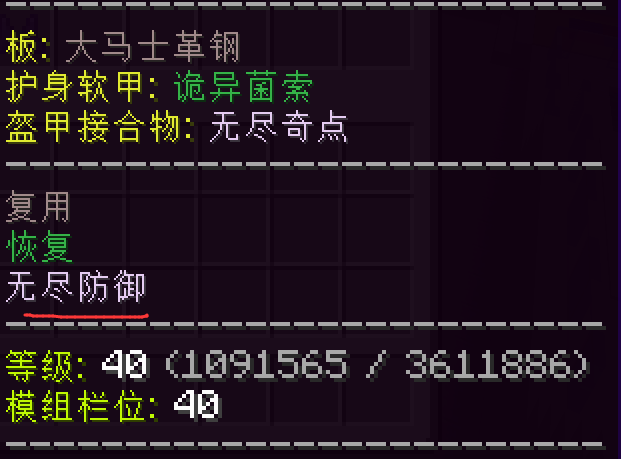 板: 大马士革钢
护身软甲: 诡异菌索
盔甲接合物: 无尽奇点
复用
恢复
无尽防御
等级: 40 (1091565 / 3611886)
模组栏位: 40